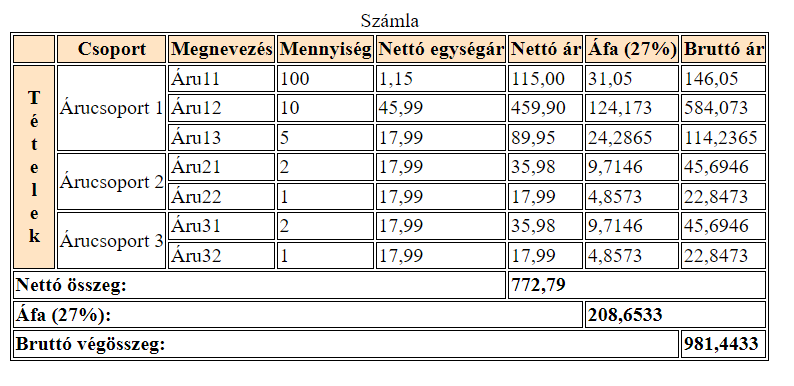 Számla
Csoport Megnevezés Mennyiség Nettó egységár Nettó ár Áfa (27%) Bruttó ár
Tételek
Árucsoport 1
Áru11 100 1,15 115,00 31,05 146,05
Áru12 10 45,99 459,90 124,173 584,073
Áru13 5 17,99 89,95 24,2865 114,2365
Árucsoport 2
Áru21 2 17,99 35,98 9,7146 45,6946
Áru22 1 17,99 17,99 4,8573 22,8473
Árucsoport 3
Áru31 2 17,99 35,98 9,7146 45,6946
Áru32 1 17,99 17,99 4,8573 22,8473
Nettó összeg: 772,79
Áfa (27%): 208,6533
Bruttó végösszeg: 981,4433